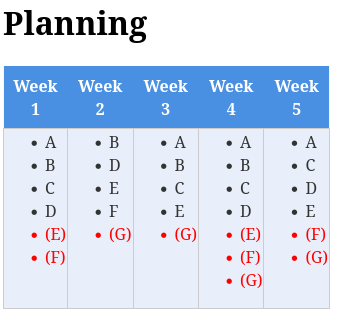 Planning
Week 1 Week 2 Week 3 Week 4 Week 5
A B A A A
B D B B C
C E C C D
D F E D E
(E) (G) (G) (E) (F)
(F) (F) (G)
(G)